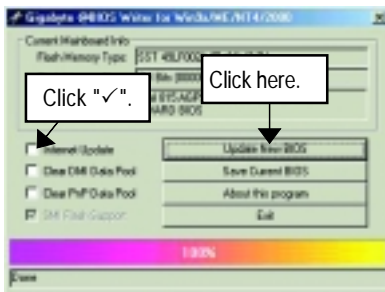 Gigabyte @BIOS Writer for Win9x/ME/NT4/2000
Current Mainboard Info
Flash Memory Type: SST
Click "✓".
Click here.
Internet Update
Update New BIOS
Clear DMI Data Pool
Save Current BIOS
Clear PnP Data Pool
About this program
SMI Flash Support
Exit
100%
Done